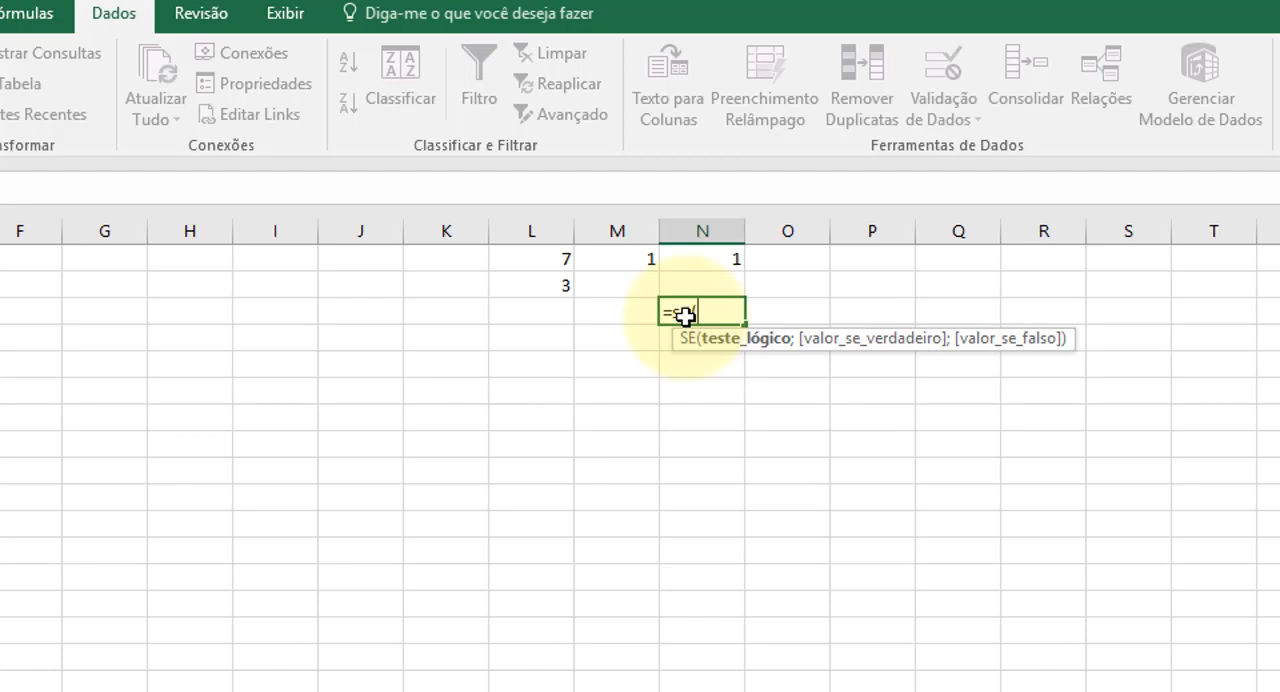 órmulas Dados Revisão Exibir Diga-me o que você deseja fazer
strar Consultas Conexões Limpar
Tabela Propriedades Reaplicar
tes Recentes Editar Links Avançado
Atualizar Tudo Classificar Filtro
Texto para Colunas Preenchimento Relâmpago Remover Duplicatas Validação de Dados Consolidar Relações Gerenciar Modelo de Dados
sformar Conexões Classificar e Filtrar Ferramentas de Dados
F G H I J K L M N O P Q R S T
7 1 1
3
=se(
SE(teste_lógico; [valor_se_verdadeiro]; [valor_se_falso])